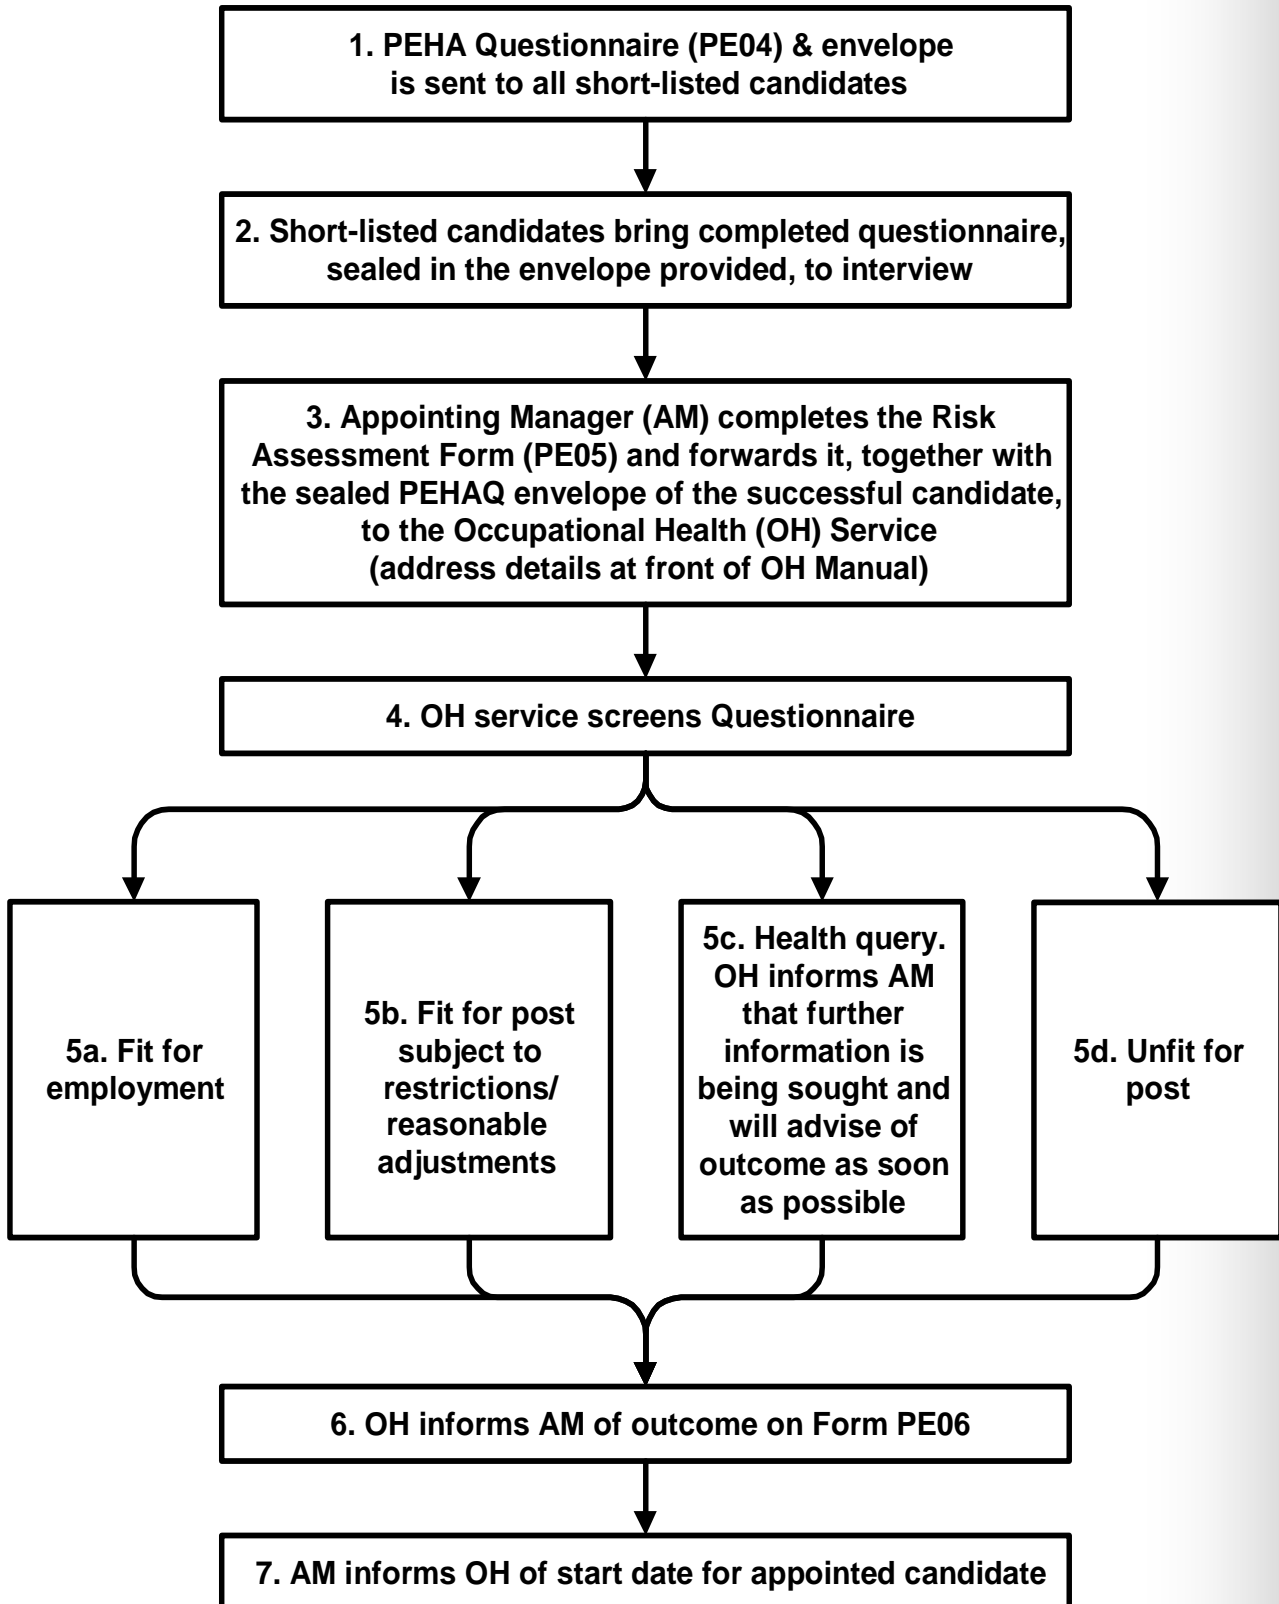 1. PEHA Questionnaire (PE04) & envelope
is sent to all short-listed candidates
2. Short-listed candidates bring completed questionnaire,
sealed in the envelope provided, to interview
3. Appointing Manager (AM) completes the Risk
Assessment Form (PE05) and forwards it, together with
the sealed PEHAQ envelope of the successful candidate,
to the Occupational Health (OH) Service
(address details at front of OH Manual)
4. OH service screens Questionnaire
5a. Fit for
employment
5b. Fit for post
subject to
restrictions/
reasonable
adjustments
5c. Health query.
OH informs AM
that further
information is
being sought and
will advise of
outcome as soon
as possible
5d. Unfit for
post
6. OH informs AM of outcome on Form PE06
7. AM informs OH of start date for appointed candidate